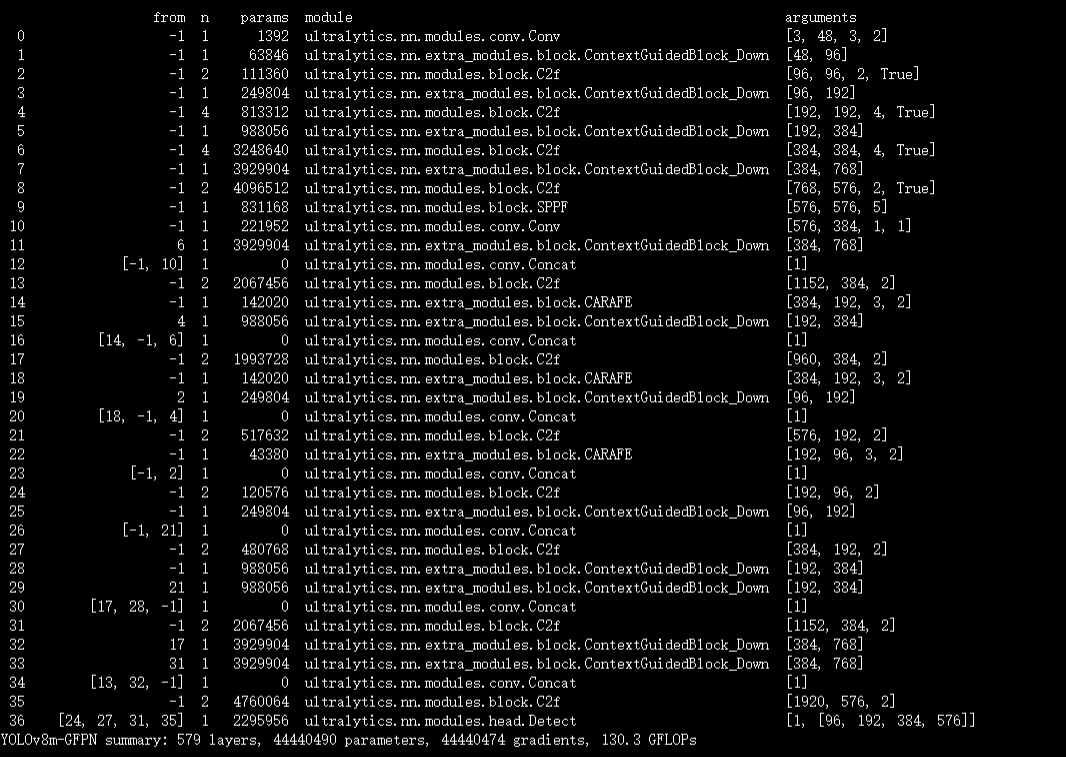 from n params module arguments
0 -1 1 1392 ultralytics.nn.modules.conv.Conv [3, 48, 3, 2]
1 -1 1 63846 ultralytics.nn.extra_modules.block.ContextGuidedBlock_Down [48, 96]
2 -1 2 111360 ultralytics.nn.modules.block.C2f [96, 96, 2, True]
3 -1 1 249804 ultralytics.nn.extra_modules.block.ContextGuidedBlock_Down [96, 192]
4 -1 4 813312 ultralytics.nn.modules.block.C2f [192, 192, 4, True]
5 -1 1 988056 ultralytics.nn.extra_modules.block.ContextGuidedBlock_Down [192, 384]
6 -1 4 3248640 ultralytics.nn.modules.block.C2f [384, 384, 4, True]
7 -1 1 3929904 ultralytics.nn.extra_modules.block.ContextGuidedBlock_Down [384, 768]
8 -1 2 4096512 ultralytics.nn.modules.block.C2f [768, 576, 2, True]
9 -1 1 831168 ultralytics.nn.modules.block.SPPF [576, 576, 5]
10 -1 1 221952 ultralytics.nn.modules.conv.Conv [576, 384, 1, 1]
11 6 1 3929904 ultralytics.nn.extra_modules.block.ContextGuidedBlock_Down [384, 768]
12 [-1, 10] 1 0 ultralytics.nn.modules.conv.Concat [1]
13 -1 2 2067456 ultralytics.nn.modules.block.C2f [1152, 384, 2]
14 -1 1 142020 ultralytics.nn.extra_modules.block.CARAFE [384, 192, 3, 2]
15 4 1 988056 ultralytics.nn.extra_modules.block.ContextGuidedBlock_Down [192, 384]
16 [14, -1, 6] 1 0 ultralytics.nn.modules.conv.Concat [1]
17 -1 2 1993728 ultralytics.nn.modules.block.C2f [960, 384, 2]
18 -1 1 142020 ultralytics.nn.extra_modules.block.CARAFE [384, 192, 3, 2]
19 2 1 249804 ultralytics.nn.extra_modules.block.ContextGuidedBlock_Down [96, 192]
20 [18, -1, 4] 1 0 ultralytics.nn.modules.conv.Concat [1]
21 -1 2 517632 ultralytics.nn.modules.block.C2f [576, 192, 2]
22 -1 1 43380 ultralytics.nn.extra_modules.block.CARAFE [192, 96, 3, 2]
23 [-1, 2] 1 0 ultralytics.nn.modules.conv.Concat [1]
24 -1 2 120576 ultralytics.nn.modules.block.C2f [192, 96, 2]
25 -1 1 249804 ultralytics.nn.extra_modules.block.ContextGuidedBlock_Down [96, 192]
26 [-1, 21] 1 0 ultralytics.nn.modules.conv.Concat [1]
27 -1 2 480768 ultralytics.nn.modules.block.C2f [384, 192, 2]
28 -1 1 988056 ultralytics.nn.extra_modules.block.ContextGuidedBlock_Down [192, 384]
29 21 1 988056 ultralytics.nn.extra_modules.block.ContextGuidedBlock_Down [192, 384]
30 [17, 28, -1] 1 0 ultralytics.nn.modules.conv.Concat [1]
31 -1 2 2067456 ultralytics.nn.modules.block.C2f [1152, 384, 2]
32 17 1 3929904 ultralytics.nn.extra_modules.block.ContextGuidedBlock_Down [384, 768]
33 31 1 3929904 ultralytics.nn.extra_modules.block.ContextGuidedBlock_Down [384, 768]
34 [13, 32, -1] 1 0 ultralytics.nn.modules.conv.Concat [1]
35 -1 2 4760064 ultralytics.nn.modules.block.C2f [1920, 576, 2]
36 [24, 27, 31, 35] 1 2295956 ultralytics.nn.modules.head.Detect [1, [96, 192, 384, 576]]
YOLOv8m-GFPN summary: 579 layers, 44440490 parameters, 44440474 gradients, 130.3 GFLOPs